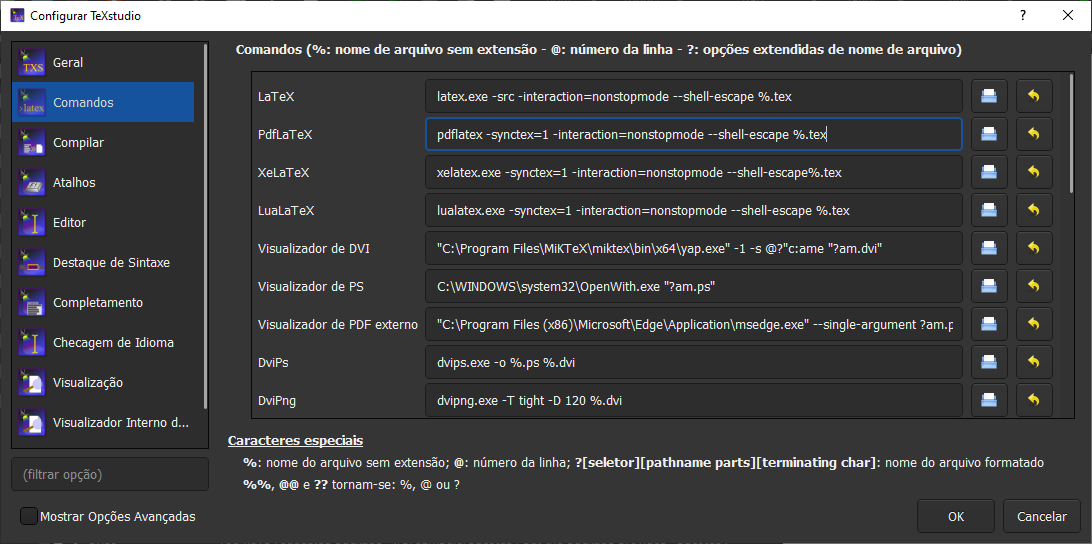 Configurar TeXstudio
Comandos (%: nome de arquivo sem extensão - @: número da linha - ?: opções extendidas de nome de arquivo)
Geral
Comandos
Compilar
Atalhos
Editor
Destaque de Sintaxe
Completamento
Checagem de Idioma
Visualização
Visualizador Interno d...
(filtrar opção)
Mostrar Opções Avançadas
LaTeX latex.exe -src -interaction=nonstopmode --shell-escape %.tex
PdfLaTeX pdflatex -synctex=1 -interaction=nonstopmode --shell-escape %.tex
XeLaTeX xelatex.exe -synctex=1 -interaction=nonstopmode --shell-escape%.tex
LuaLaTeX lualatex.exe -synctex=1 -interaction=nonstopmode --shell-escape %.tex
Visualizador de DVI "C:\Program Files\MiKTeX\miktex\bin\x64\yap.exe" -1 -s @?"c:ame "?am.dvi"
Visualizador de PS C:\WINDOWS\system32\OpenWith.exe "?am.ps"
Visualizador de PDF externo "C:\Program Files (x86)\Microsoft\Edge\Application\msedge.exe" --single-argument ?am.p
DviPs dvips.exe -o %.ps %.dvi
DviPng dvipng.exe -T tight -D 120 %.dvi
Caracteres especiais
%: nome do arquivo sem extensão; @: número da linha; ?[seletor][pathname parts][terminating char]: nome do arquivo formatado
%%, @@ e ?? tornam-se: %, @ ou ?
OK
Cancelar